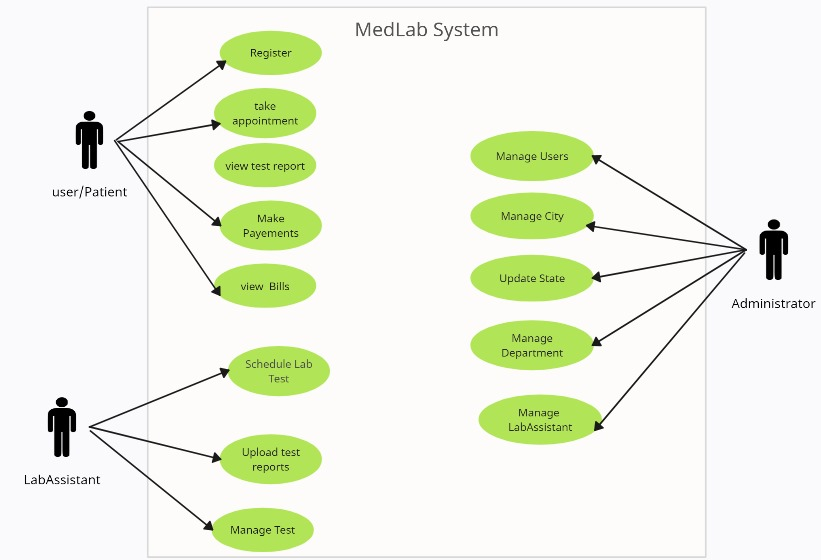 MedLab System
Register
take
appointment
view test report
Make
Payements
view Bills
user/Patient
Schedule Lab
Test
Upload test
reports
Manage Test
LabAssistant
Manage Users
Manage City
Update State
Manage
Department
Manage
LabAssistant
Administrator